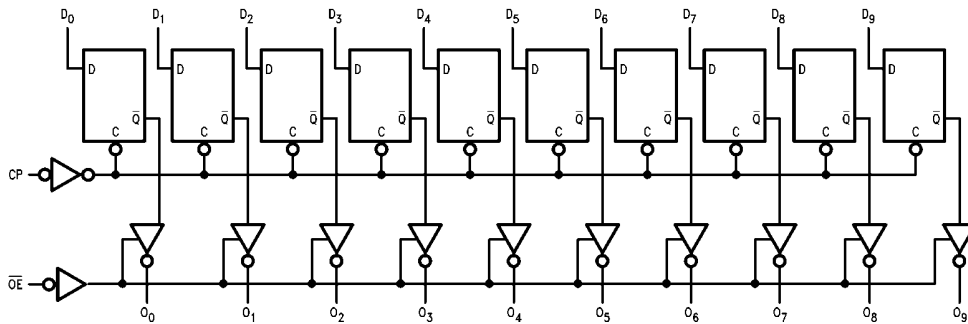 D₀ D₁ D₂ D₃ D₄ D₅ D₆ D₇ D₈ D₉
D D D D D D D D D D
Q̅ Q̅ Q̅ Q̅ Q̅ Q̅ Q̅ Q̅ Q̅ Q̅
C C C C C C C C C C
CP
O̅E̅
O₀ O₁ O₂ O₃ O₄ O₅ O₆ O₇ O₈ O₉